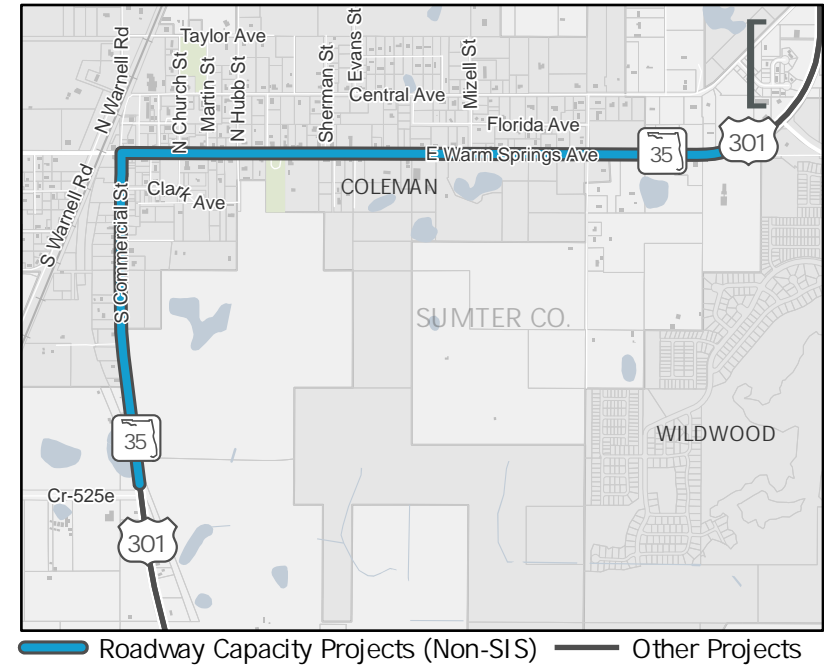 Taylor Ave
N Warnell Rd
N Church St
Martin St
N Hubb St
Sherman St
Evans St
Mizell St
Central Ave
Florida Ave
301
35
E Warm Springs Ave
COLEMAN
Clark Ave
S Warnell Rd
S Commercial St
SUMTER CO.
WILDWOOD
35
Cr-525e
301
Roadway Capacity Projects (Non-SIS) Other Projects